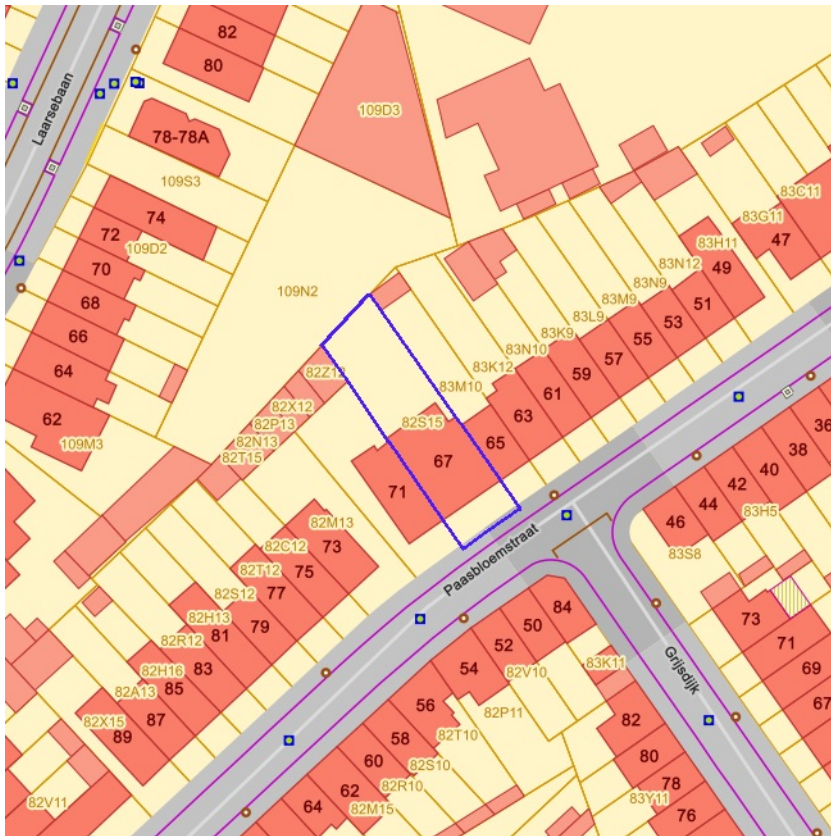 82
80
109D3
Laarsebaan
78-78A
109S3
83C11
74
83G11
72
109D2
83H11
47
70
83N12
49
109N2
83N9
68
83M9
51
66
83L9
53
83K9
55
64
83N10
57
82Z12
83K12
59
83M10
61
82X12
62
82P13
82S15
63
36
82N13
109M3
65
38
82T15
67
40
71
42
44
83H5
82M13
46
82C12
73
Paasbloemstraat
83S8
82T12
75
82S12
77
84
82H13
79
50
73
82R12
81
52
71
82H16
83
54
82V10
83K11
Grijsdijk
69
82A13
85
56
82P11
67
82X15
87
58
82T10
82
89
60
82S10
80
82V11
62
82R10
78
64
82M15
83Y11
76